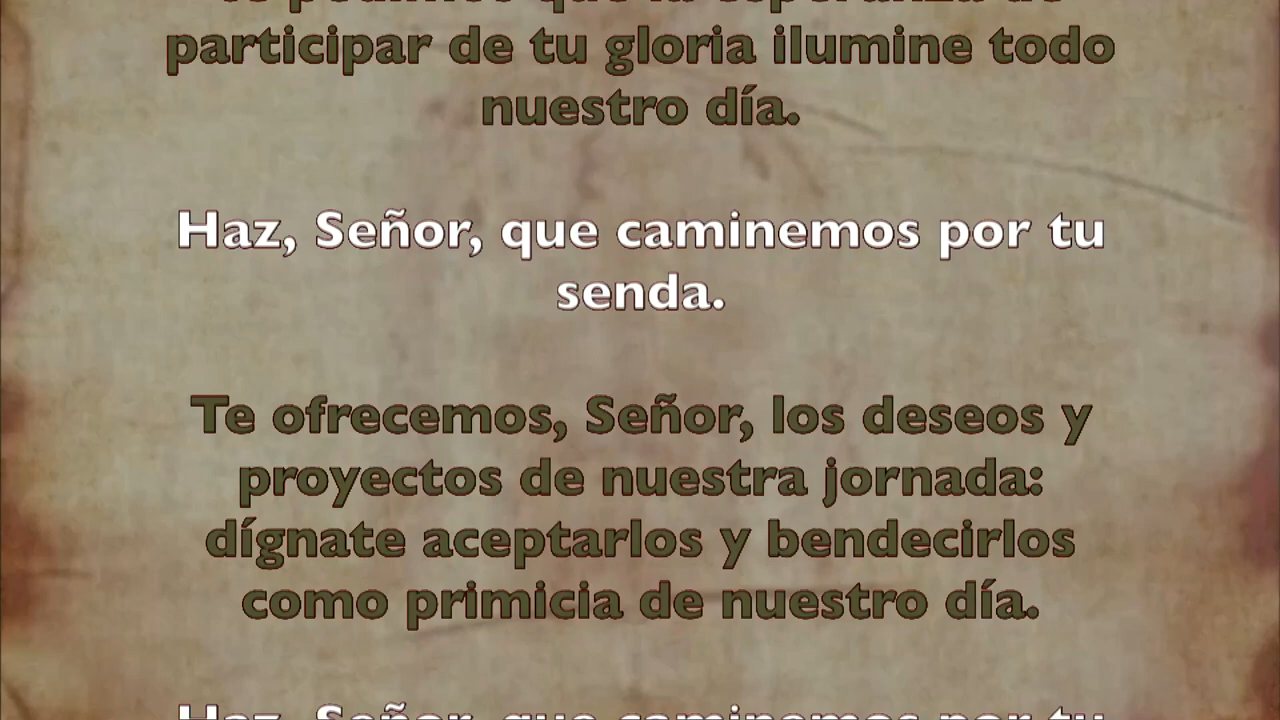 participar de tu gloria ilumine todo
nuestro día.
Haz, Señor, que caminemos por tu
senda.
Te ofrecemos, Señor, los deseos y
proyectos de nuestra jornada:
dígnate aceptarlos y bendecirlos
como primicia de nuestro día.
Haz, Señor, que caminemos por tu